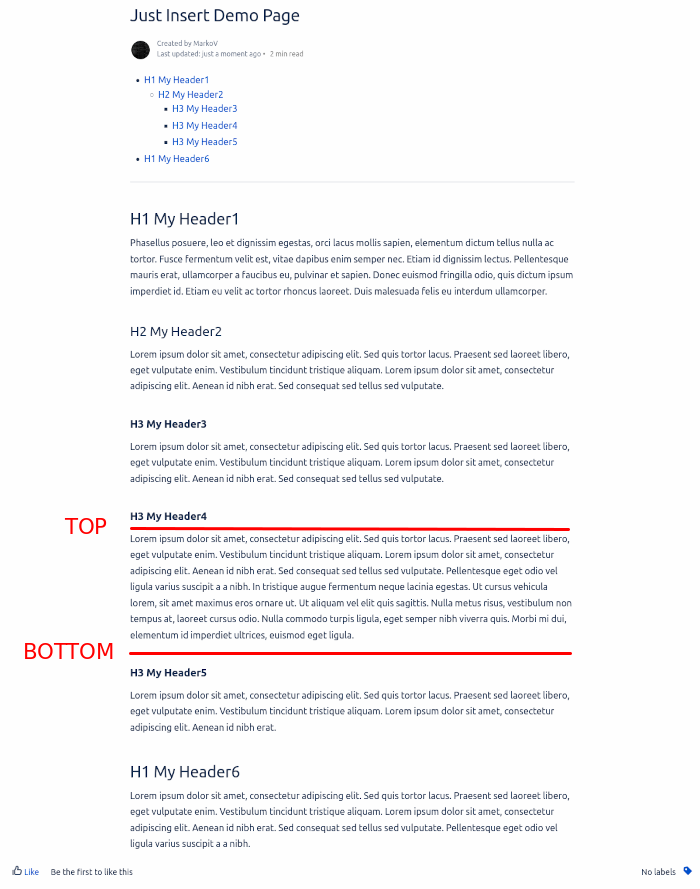 Just Insert Demo Page
Created by MarkoV
Last updated: just a moment ago • 2 min read
• H1 My Header1
○ H2 My Header2
▪ H3 My Header3
▪ H3 My Header4
▪ H3 My Header5
• H1 My Header6
H1 My Header1
Phasellus posuere, leo et dignissim egestas, orci lacus mollis sapien, elementum dictum tellus nulla ac
tortor. Fusce fermentum velit est, vitae dapibus enim semper nec. Etiam id dignissim lectus. Pellentesque
mauris erat, ullamcorper a faucibus eu, pulvinar et sapien. Donec euismod fringilla odio, quis dictum ipsum
imperdiet id. Etiam eu velit ac tortor rhoncus laoreet. Duis malesuada felis eu interdum ullamcorper.
H2 My Header2
Lorem ipsum dolor sit amet, consectetur adipiscing elit. Sed quis tortor lacus. Praesent sed laoreet libero,
eget vulputate enim. Vestibulum tincidunt tristique aliquam. Lorem ipsum dolor sit amet, consectetur
adipiscing elit. Aenean id nibh erat. Sed consequat sed tellus sed vulputate.
H3 My Header3
Lorem ipsum dolor sit amet, consectetur adipiscing elit. Sed quis tortor lacus. Praesent sed laoreet libero,
eget vulputate enim. Vestibulum tincidunt tristique aliquam. Lorem ipsum dolor sit amet, consectetur
adipiscing elit. Aenean id nibh erat. Sed consequat sed tellus sed vulputate.
H3 My Header4
TOP
Lorem ipsum dolor sit amet, consectetur adipiscing elit. Sed quis tortor lacus. Praesent sed laoreet libero,
eget vulputate enim. Vestibulum tincidunt tristique aliquam. Lorem ipsum dolor sit amet, consectetur
adipiscing elit. Aenean id nibh erat. Sed consequat sed tellus sed vulputate. Pellentesque eget odio vel
ligula varius suscipit a a nibh. In tristique augue fermentum neque lacinia egestas. Ut cursus vehicula
lorem, sit amet maximus eros ornare ut. Ut aliquam vel elit quis sagittis. Nulla metus risus, vestibulum non
tempus at, laoreet cursus odio. Nulla commodo turpis ligula, eget semper nibh viverra quis. Morbi mi dui,
elementum id imperdiet ultrices, euismod eget ligula.
BOTTOM
H3 My Header5
Lorem ipsum dolor sit amet, consectetur adipiscing elit. Sed quis tortor lacus. Praesent sed laoreet libero,
eget vulputate enim. Vestibulum tincidunt tristique aliquam. Lorem ipsum dolor sit amet, consectetur
adipiscing elit. Aenean id nibh erat.
H1 My Header6
Lorem ipsum dolor sit amet, consectetur adipiscing elit. Sed quis tortor lacus. Praesent sed laoreet libero,
eget vulputate enim. Vestibulum tincidunt tristique aliquam. Lorem ipsum dolor sit amet, consectetur
adipiscing elit. Aenean id nibh erat. Sed consequat sed tellus sed vulputate. Pellentesque eget odio vel
ligula varius suscipit a a nibh.
Like Be the first to like this No labels